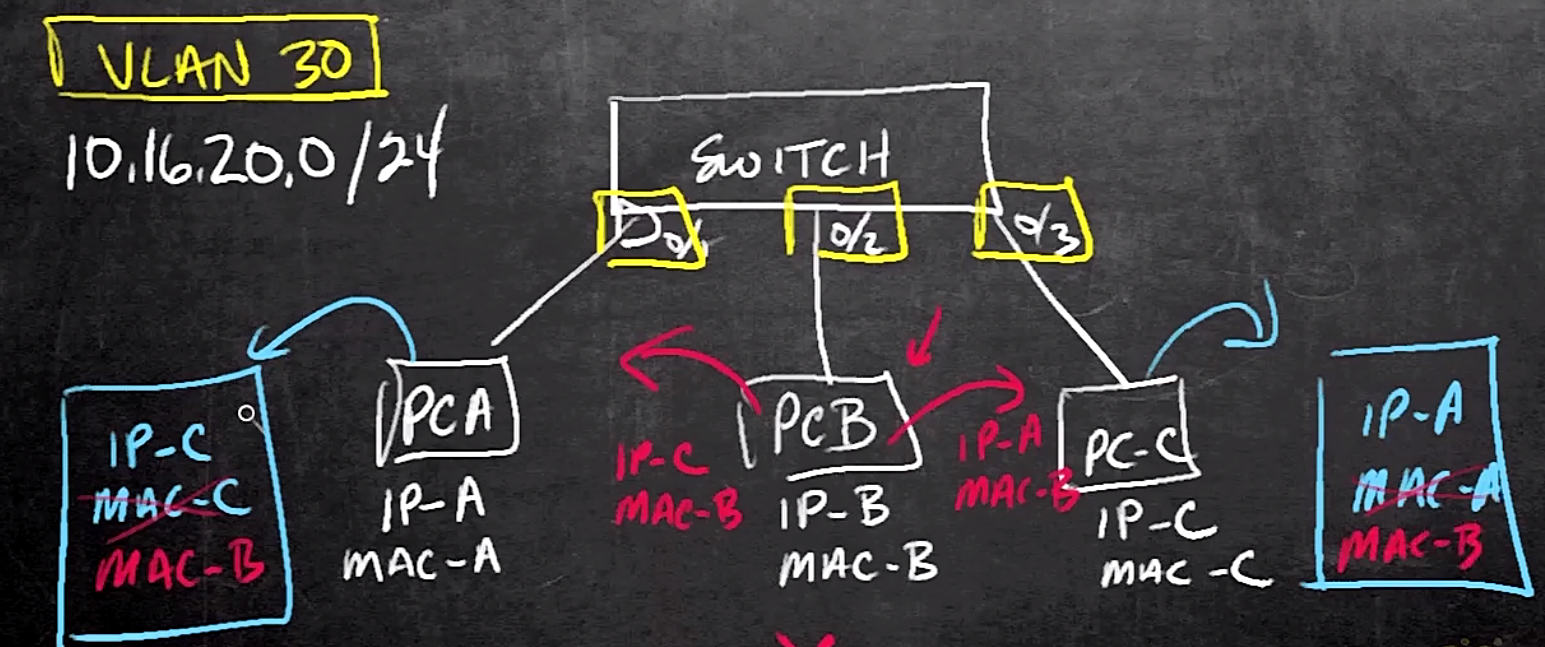 VLAN 30
10.16.20.0/24
SWITCH
0/1
0/2
0/3
IP-C
MAC-C
MAC-B
PCA
IP-A
MAC-A
IP-C
MAC-B
PCB
IP-B
MAC-B
IP-A
MAC-B
PC-C
IP-C
MAC-C
IP-A
MAC-A
MAC-B